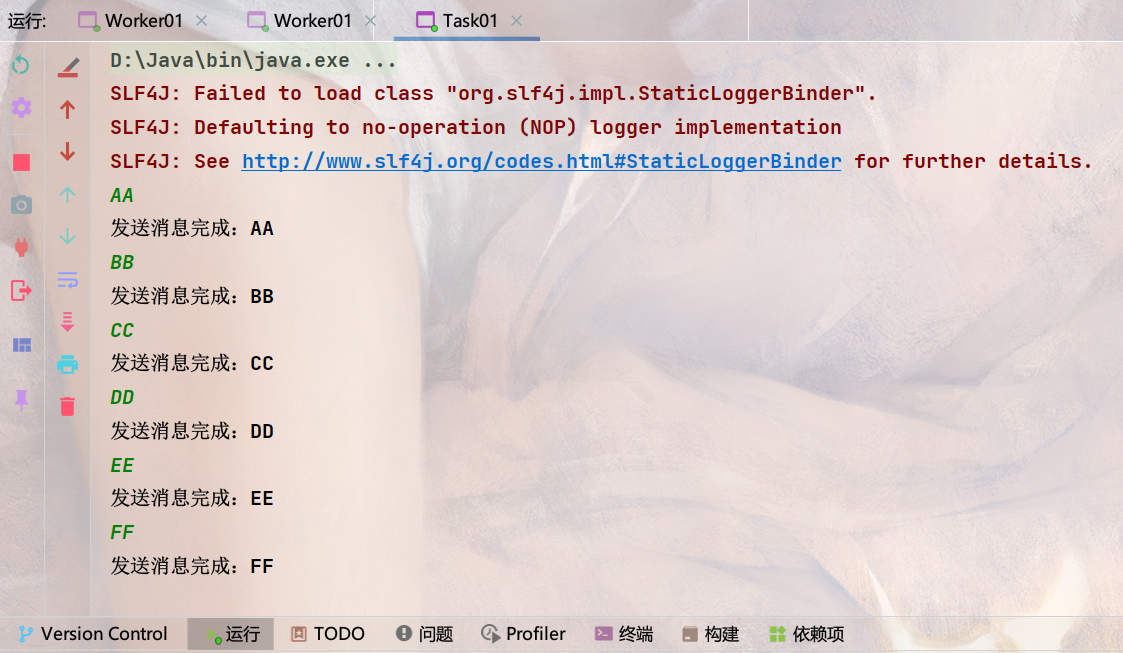 运行: Worker01 Worker01 Task01
D:\Java\bin\java.exe ...
SLF4J: Failed to load class "org.slf4j.impl.StaticLoggerBinder".
SLF4J: Defaulting to no-operation (NOP) logger implementation
SLF4J: See http://www.slf4j.org/codes.html#StaticLoggerBinder for further details.
AA
发送消息完成：AA
BB
发送消息完成：BB
CC
发送消息完成：CC
DD
发送消息完成：DD
EE
发送消息完成：EE
FF
发送消息完成：FF
Version Control 运行 TODO 问题 Profiler 终端 构建 依赖项